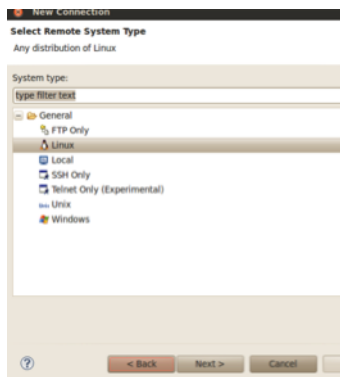 New Connection
Select Remote System Type
Any distribution of Linux
System type:
type filter text
General
FTP Only
Linux
Local
SSH Only
Telnet Only (Experimental)
Unix
Windows
?
< Back Next > Cancel